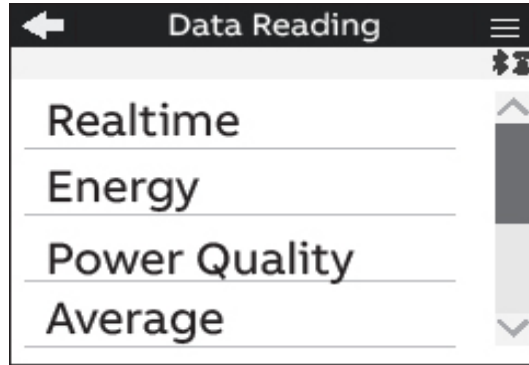 Data Reading
Realtime
Energy
Power Quality
Average